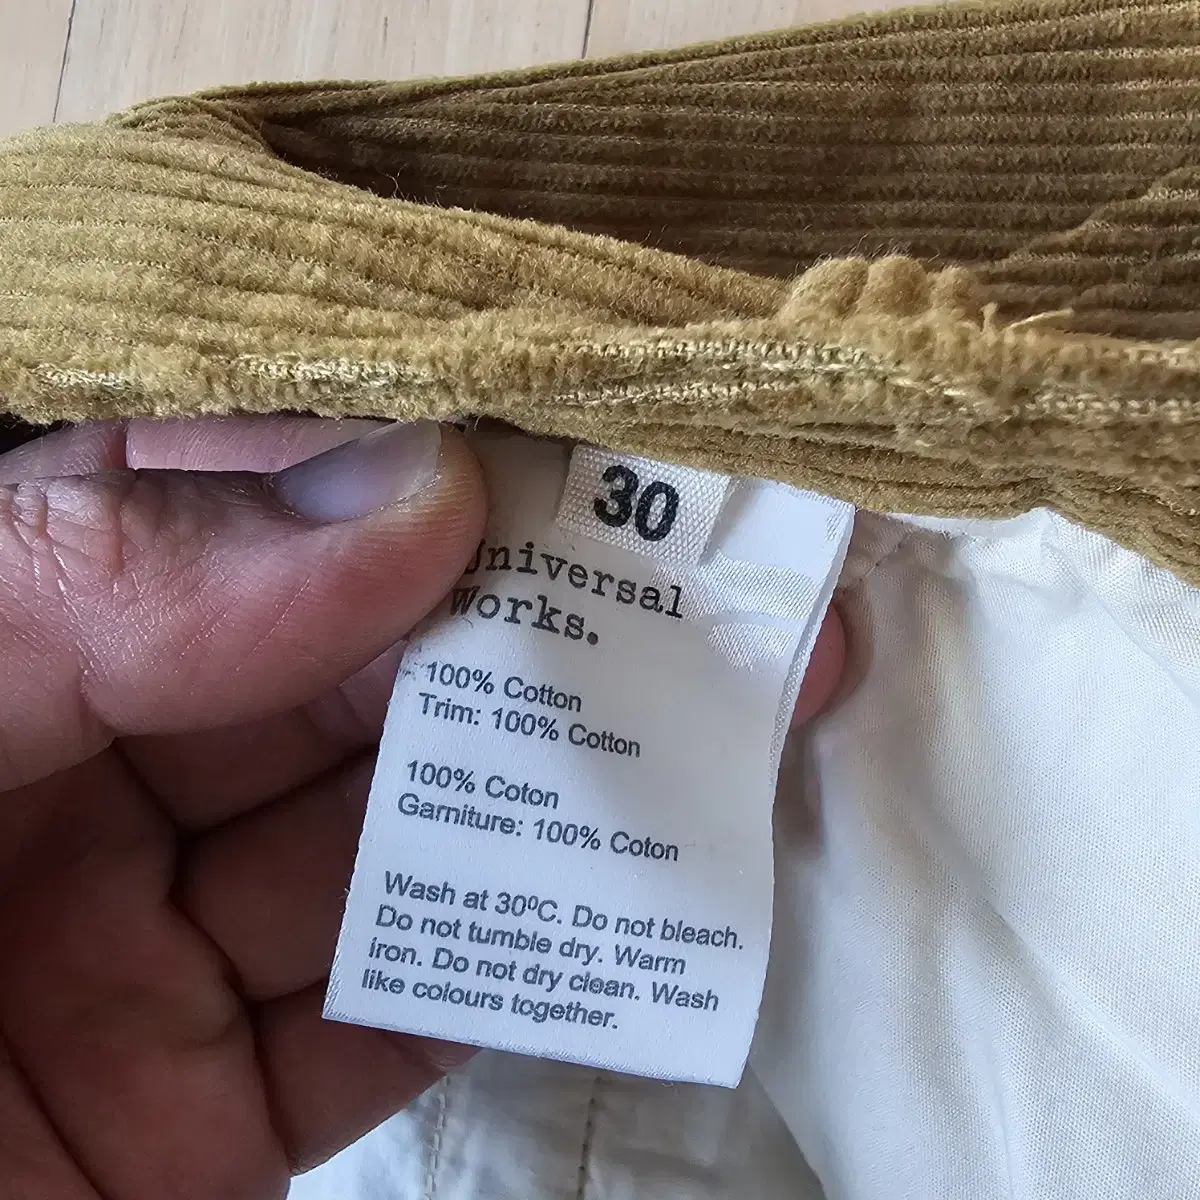 30
Universal
Works.
100% Cotton
Trim: 100% Cotton
100% Coton
Garniture: 100% Coton
Wash at 30ºC. Do not bleach.
Do not tumble dry. Warm
iron. Do not dry clean. Wash
like colours together.